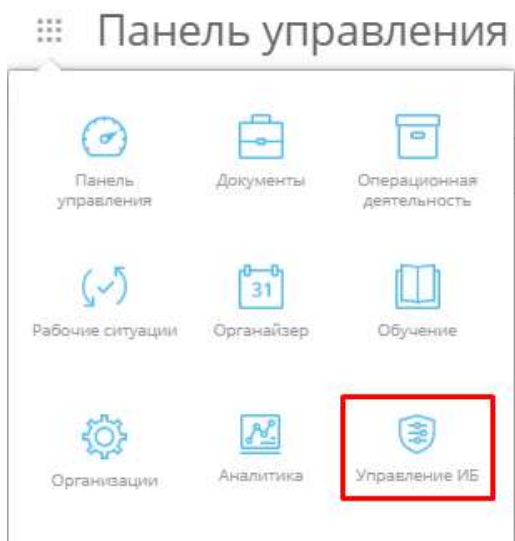 Панель управления
Панель
управления
Документы
Операционная
деятельность
Рабочие ситуации
31
Органайзер
Обучение
Организации
Аналитика
Управление ИБ